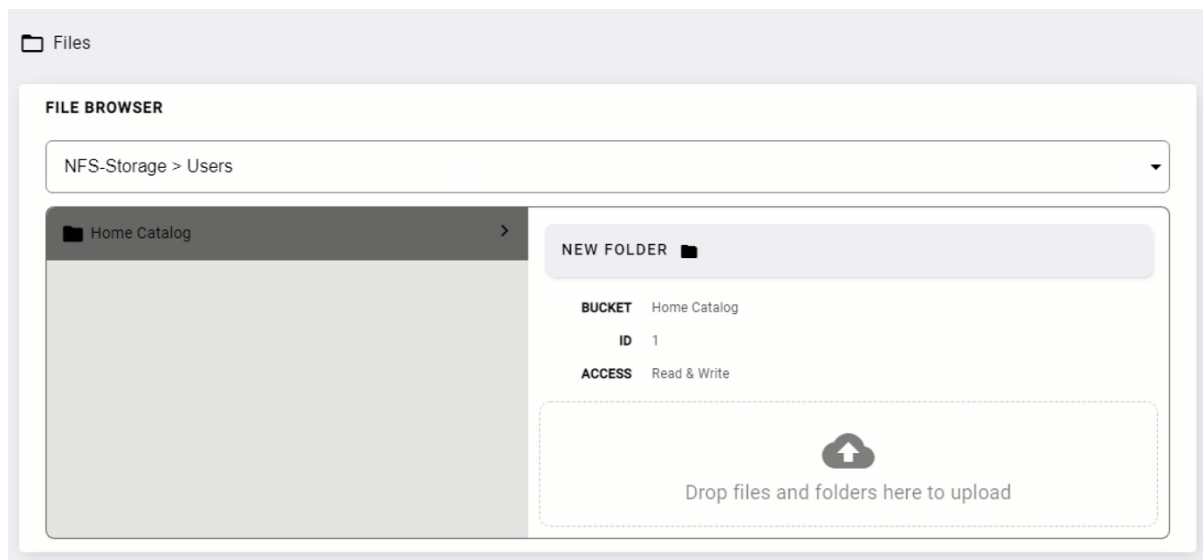 Files
FILE BROWSER
NFS-Storage > Users
Home Catalog
NEW FOLDER
BUCKET Home Catalog
ID 1
ACCESS Read & Write
Drop files and folders here to upload